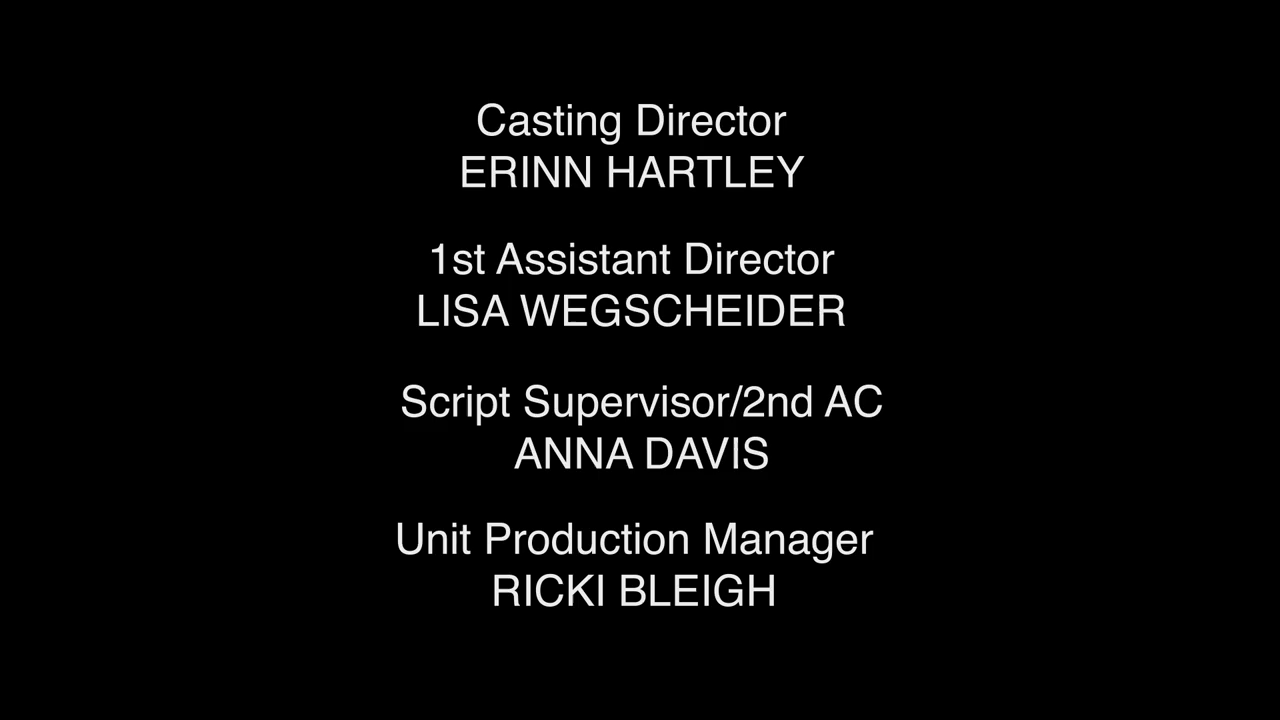 Casting Director
ERINN HARTLEY
1st Assistant Director
LISA WEGSCHEIDER
Script Supervisor/2nd AC
ANNA DAVIS
Unit Production Manager
RICKI BLEIGH